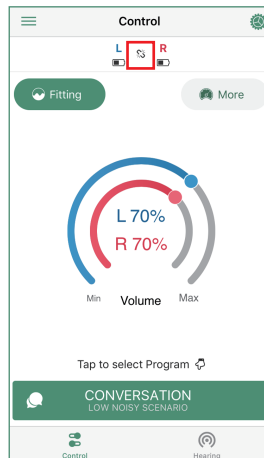 Control
L R
Fitting
More
L 70%
R 70%
Min Volume Max
Tap to select Program
CONVERSATION
LOW NOISY SCENARIO
Control Hearing